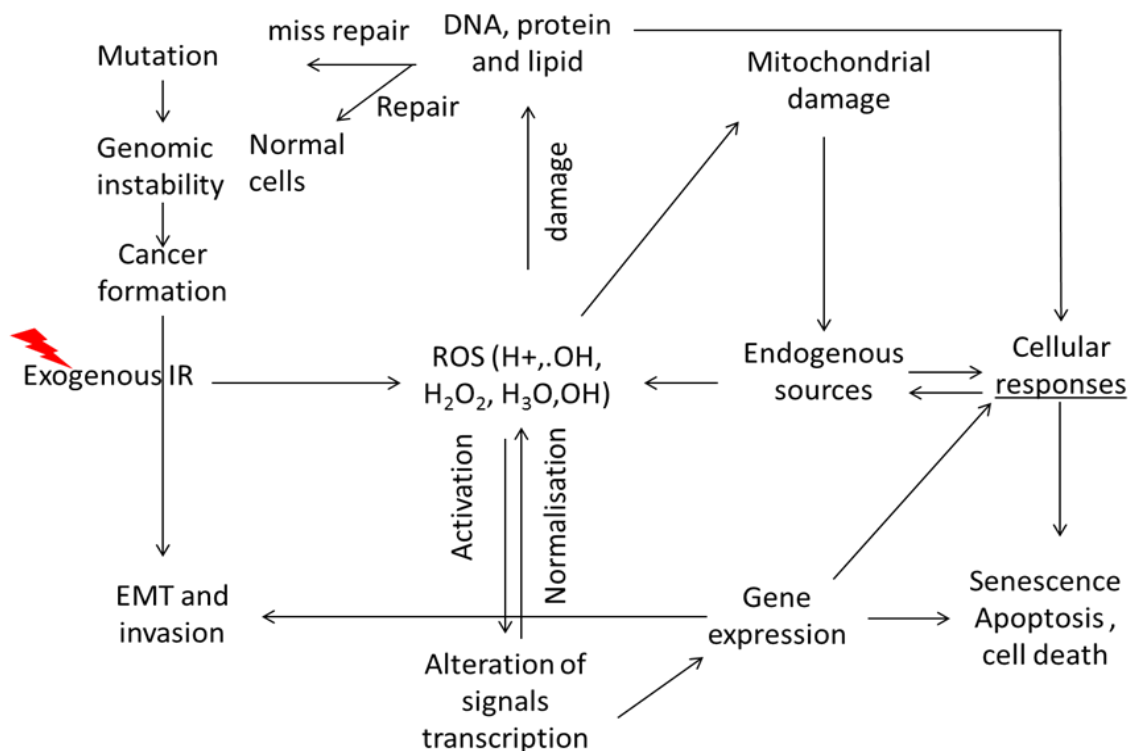 miss repair
Mutation
DNA, protein
and lipid
Mitochondrial
damage
Repair
Genomic
instability
Normal
cells
damage
Cancer
formation
Exogenous IR
ROS (H+,.OH,
H₂O₂, H₃O,OH)
Endogenous
sources
Cellular
responses
Activation
Normalisation
EMT and
invasion
Gene
expression
Senescence
Apoptosis ,
cell death
Alteration of
signals
transcription